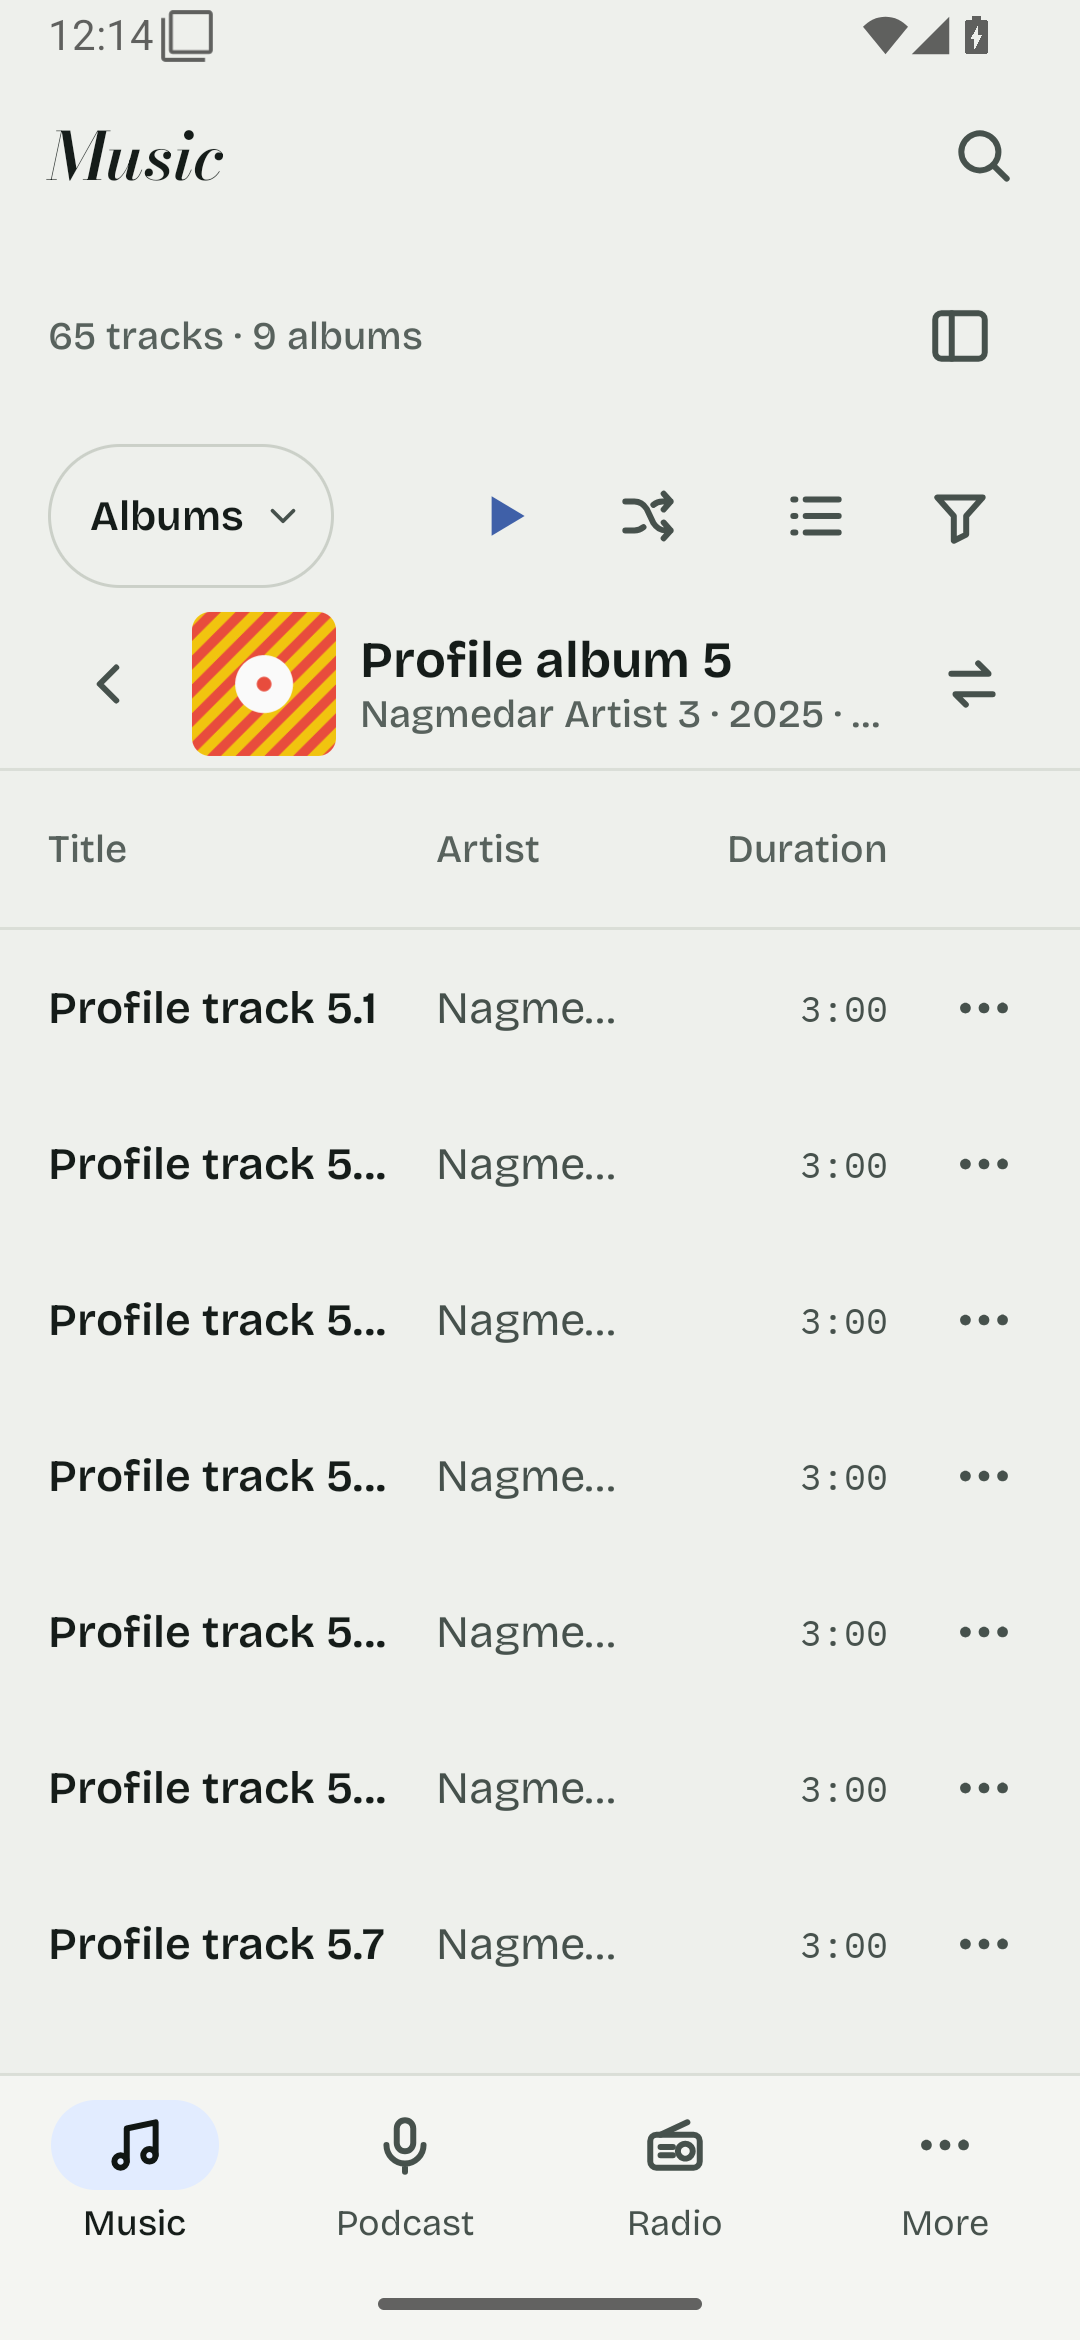 12:14
Music
65 tracks · 9 albums
Albums
Profile album 5
Nagmedar Artist 3 · 2025 · ...
Title Artist Duration
Profile track 5.1 Nagme... 3:00
Profile track 5... Nagme... 3:00
Profile track 5... Nagme... 3:00
Profile track 5... Nagme... 3:00
Profile track 5... Nagme... 3:00
Profile track 5... Nagme... 3:00
Profile track 5.7 Nagme... 3:00
Music Podcast Radio More